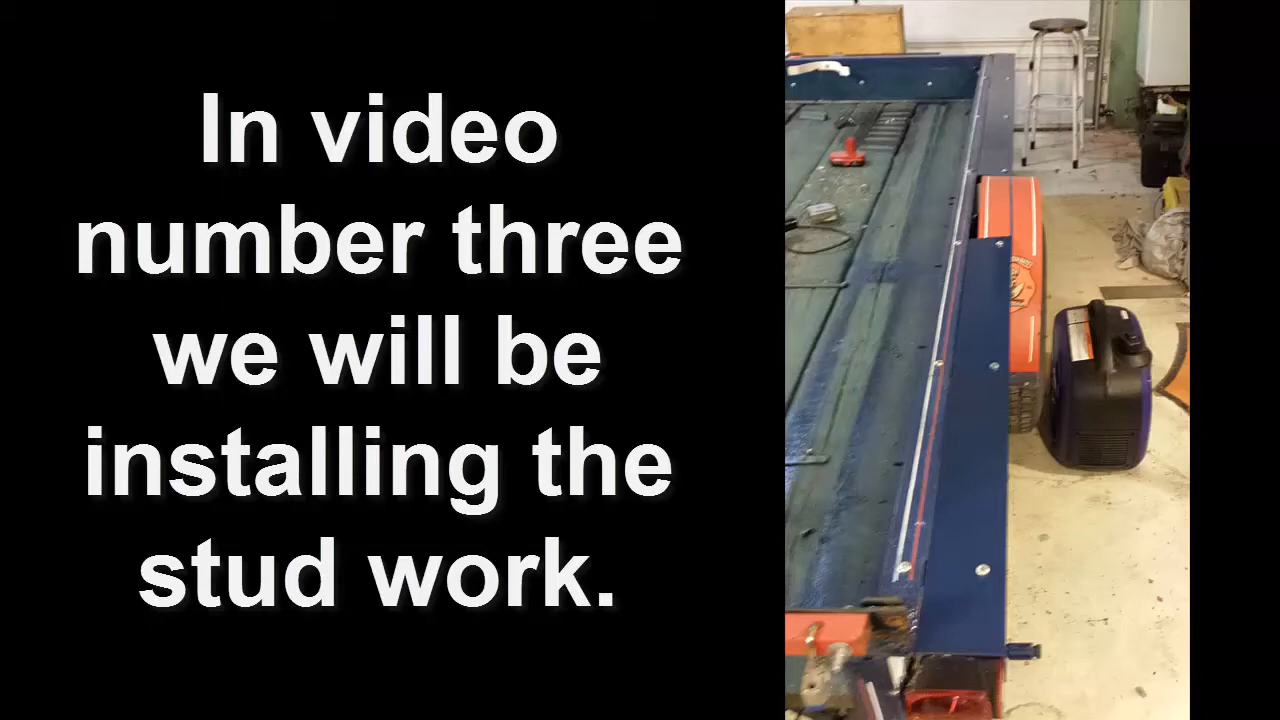 In video
number three
we will be
installing the
stud work.